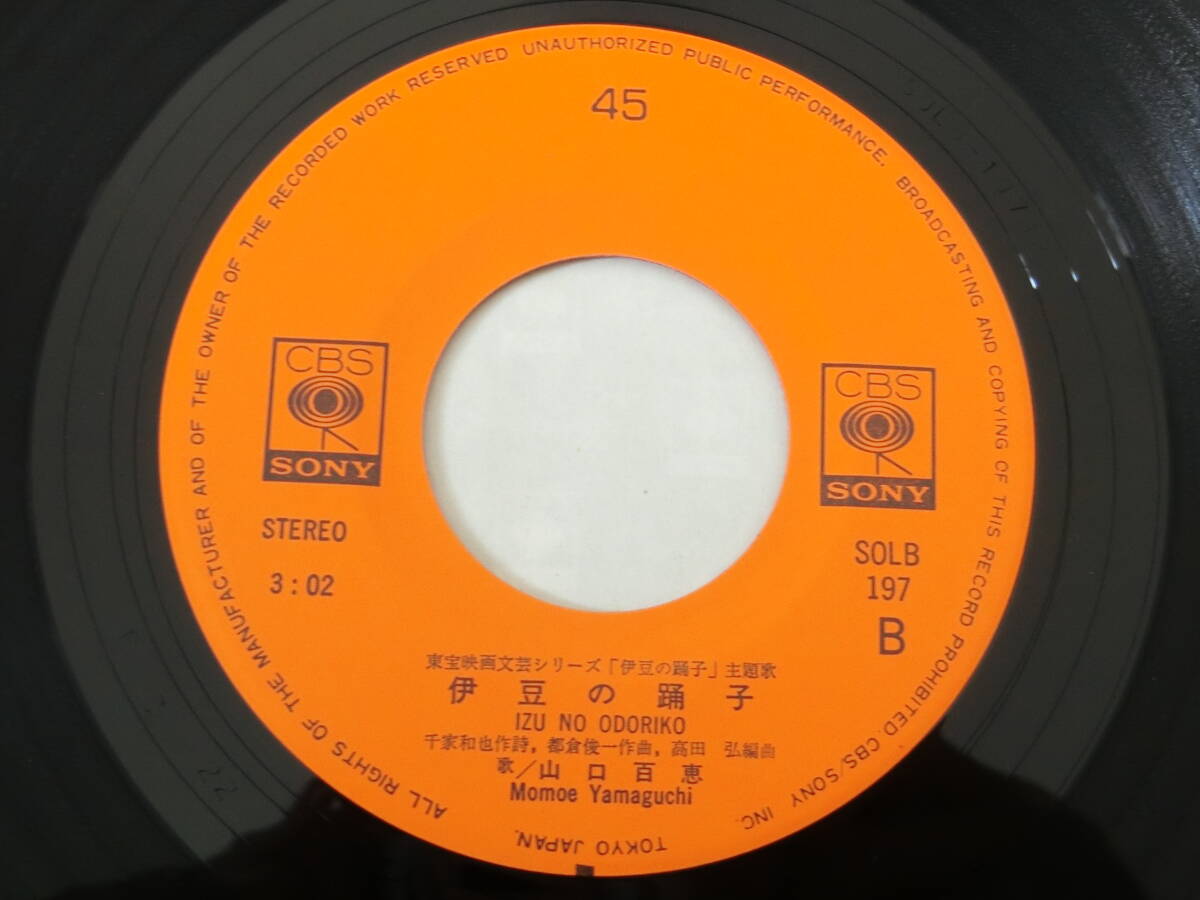 ALL RIGHTS OF THE MANUFACTURER AND OF THE OWNER OF THE RECORDED WORK RESERVED UNAUTHORIZED PUBLIC PERFORMANCE. BROADCASTING AND COPYING OF THIS RECORD PROHIBITED. CBS/SONY INC. TOKYO JAPAN.
45
CBS
SONY
CBS
SONY
STEREO
3:02
SOLB
197
B
東宝映画文芸シリーズ「伊豆の踊子」主題歌
伊豆の踊子
IZU NO ODORIKO
千家和也作詩，都倉俊一作曲，高田 弘編曲
歌／山口百恵
Momoe Yamaguchi